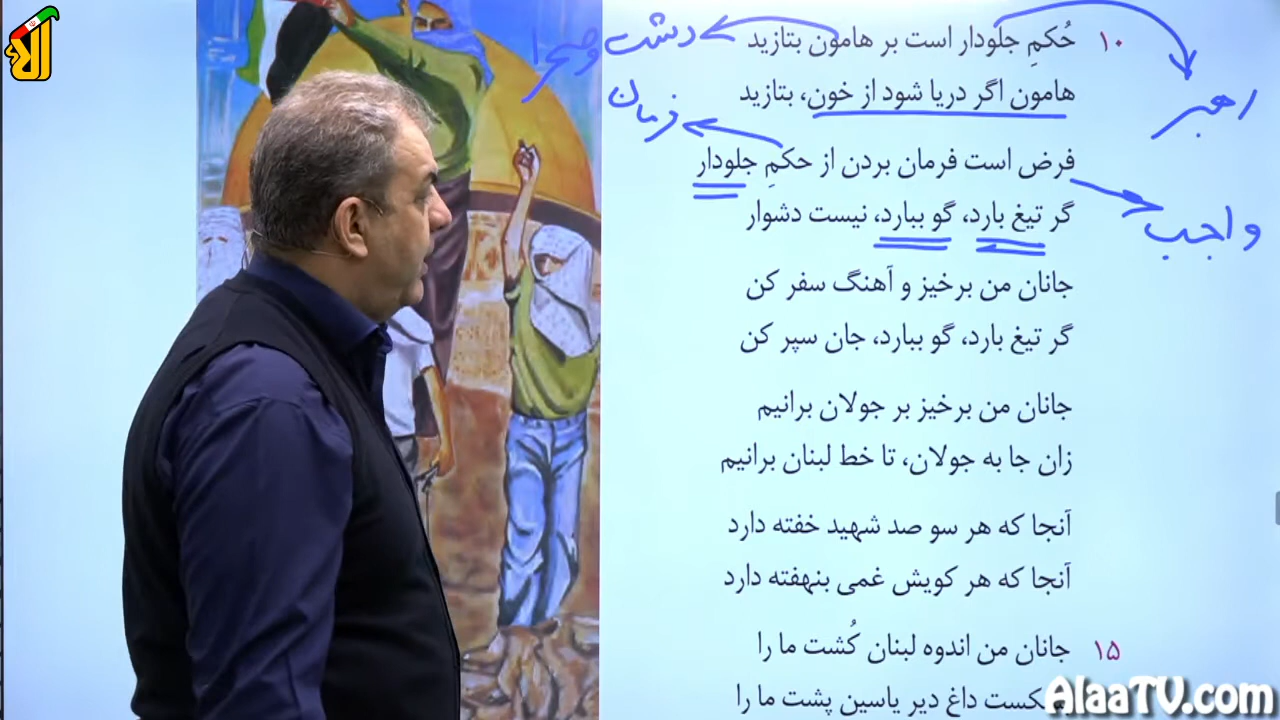 الا
۱۰ حُکمِ جلودار است بر هامون بتازید
دشت و صحرا
هامون اگر دریا شود از خون، بتازید
رهبر
فرمان
فرض است فرمان بردن از حکمِ جلودار
واجب
گر تیغ بارد، گو ببارد، نیست دشوار
جانان من برخیز و آهنگ سفر کن
گر تیغ بارد، گو ببارد، جان سپر کن
جانان من برخیز بر جولان برانیم
زان جا به جولان، تا خط لبنان برانیم
آنجا که هر سو صد شهید خفته دارد
آنجا که هر کویش غمی بنهفته دارد
۱۵ جانان من اندوه لبنان کُشت ما را
بشکست داغ دیر یاسین پشت ما را
AlaaTV.com